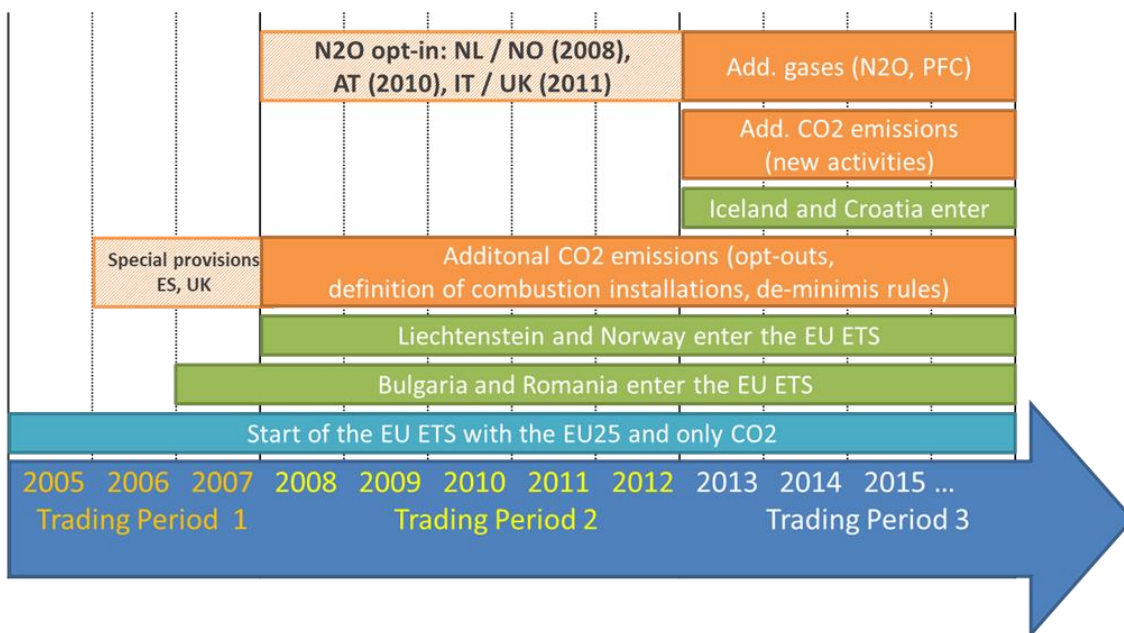 N2O opt-in: NL / NO (2008),
AT (2010), IT / UK (2011)
Add. gases (N2O, PFC)
Add. CO2 emissions
(new activities)
Iceland and Croatia enter
Special provisions
ES, UK
Additonal CO2 emissions (opt-outs,
definition of combustion installations, de-minimis rules)
Liechtenstein and Norway enter the EU ETS
Bulgaria and Romania enter the EU ETS
Start of the EU ETS with the EU25 and only CO2
2005 2006 2007 2008 2009 2010 2011 2012 2013 2014 2015 ...
Trading Period 1 Trading Period 2 Trading Period 3